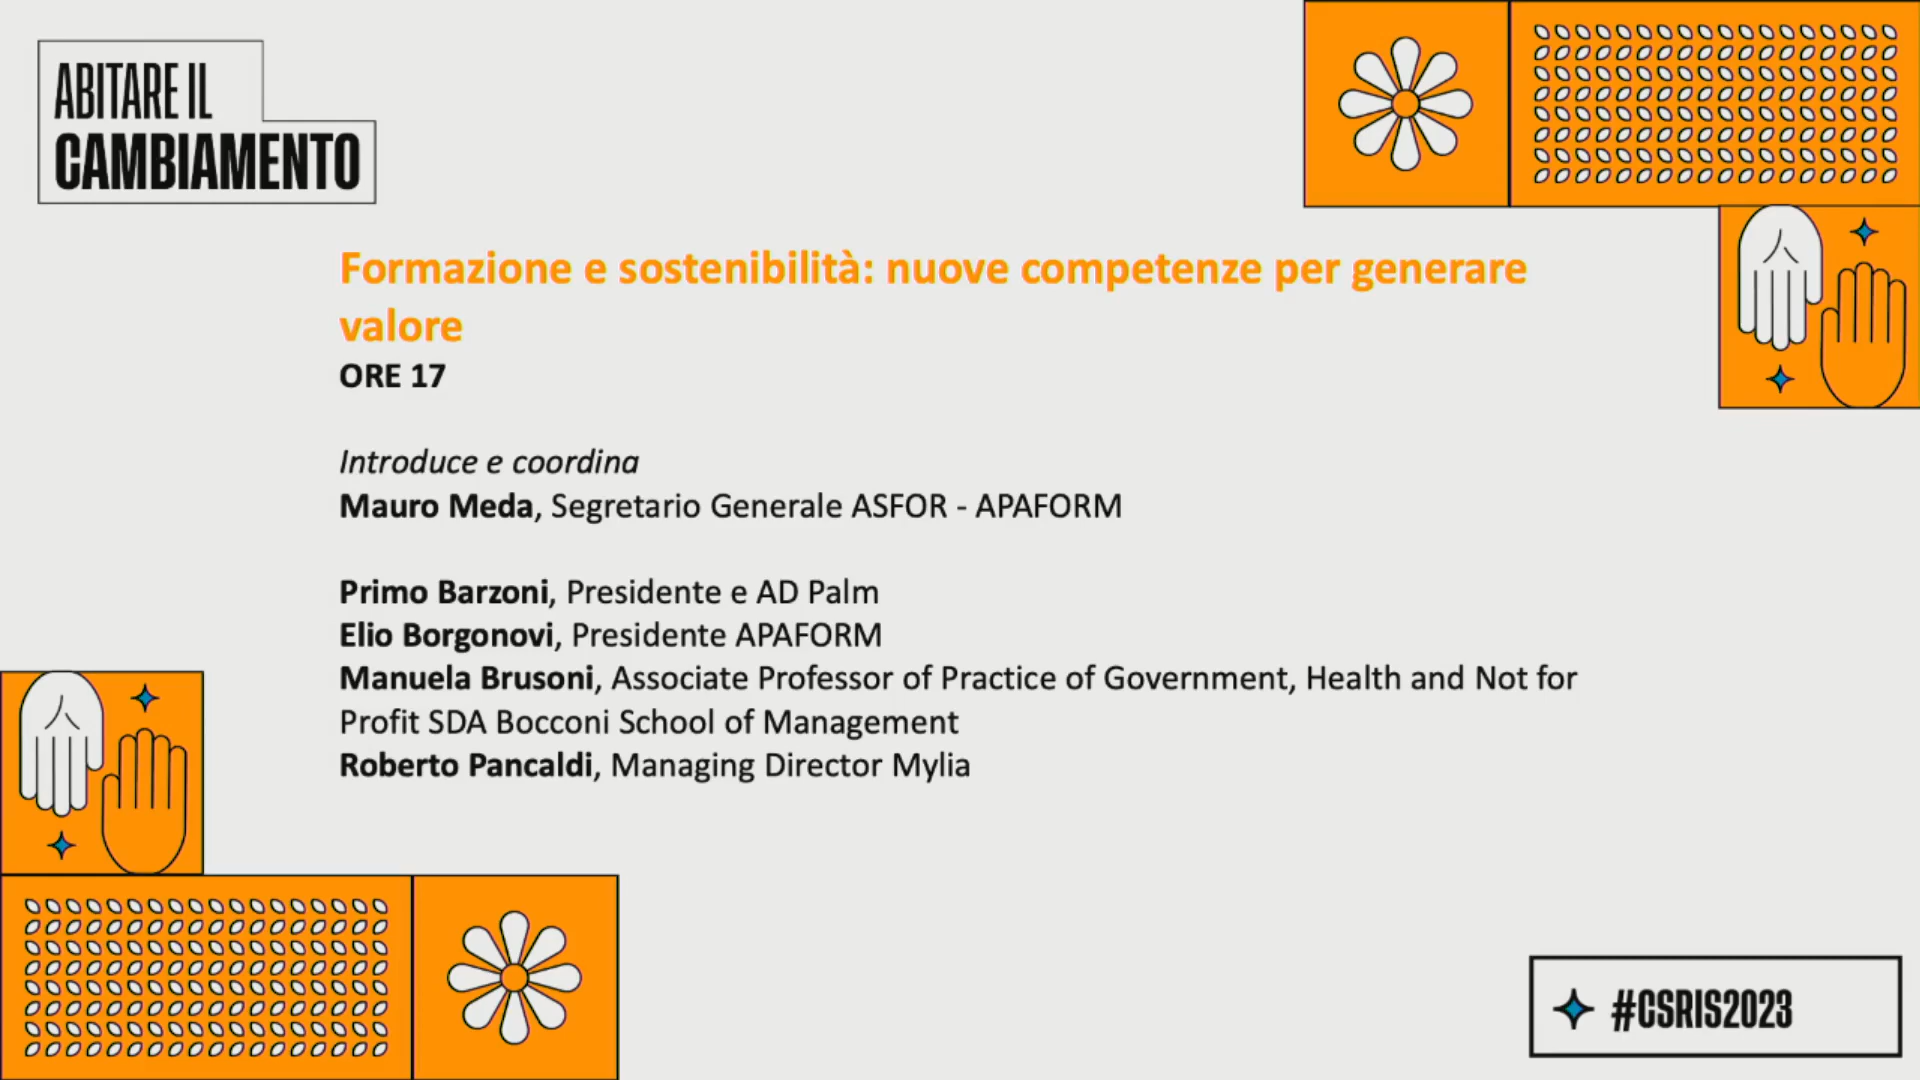 ABITARE IL
CAMBIAMENTO
Formazione e sostenibilità: nuove competenze per generare
valore
ORE 17
Introduce e coordina
Mauro Meda, Segretario Generale ASFOR - APAFORM
Primo Barzoni, Presidente e AD Palm
Elio Borgonovi, Presidente APAFORM
Manuela Brusoni, Associate Professor of Practice of Government, Health and Not for
Profit SDA Bocconi School of Management
Roberto Pancaldi, Managing Director Mylia
#CSRIS2023